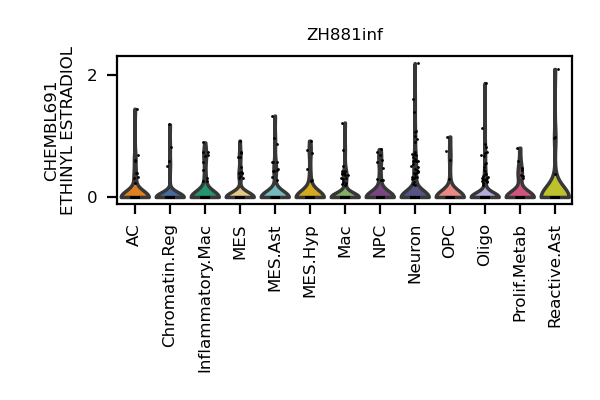 ZH881inf
CHEMBL691
ETHINYL ESTRADIOL
2
0
AC
Chromatin.Reg
Inflammatory.Mac
MES
MES.Ast
MES.Hyp
Mac
NPC
Neuron
OPC
Oligo
Prolif.Metab
Reactive.Ast